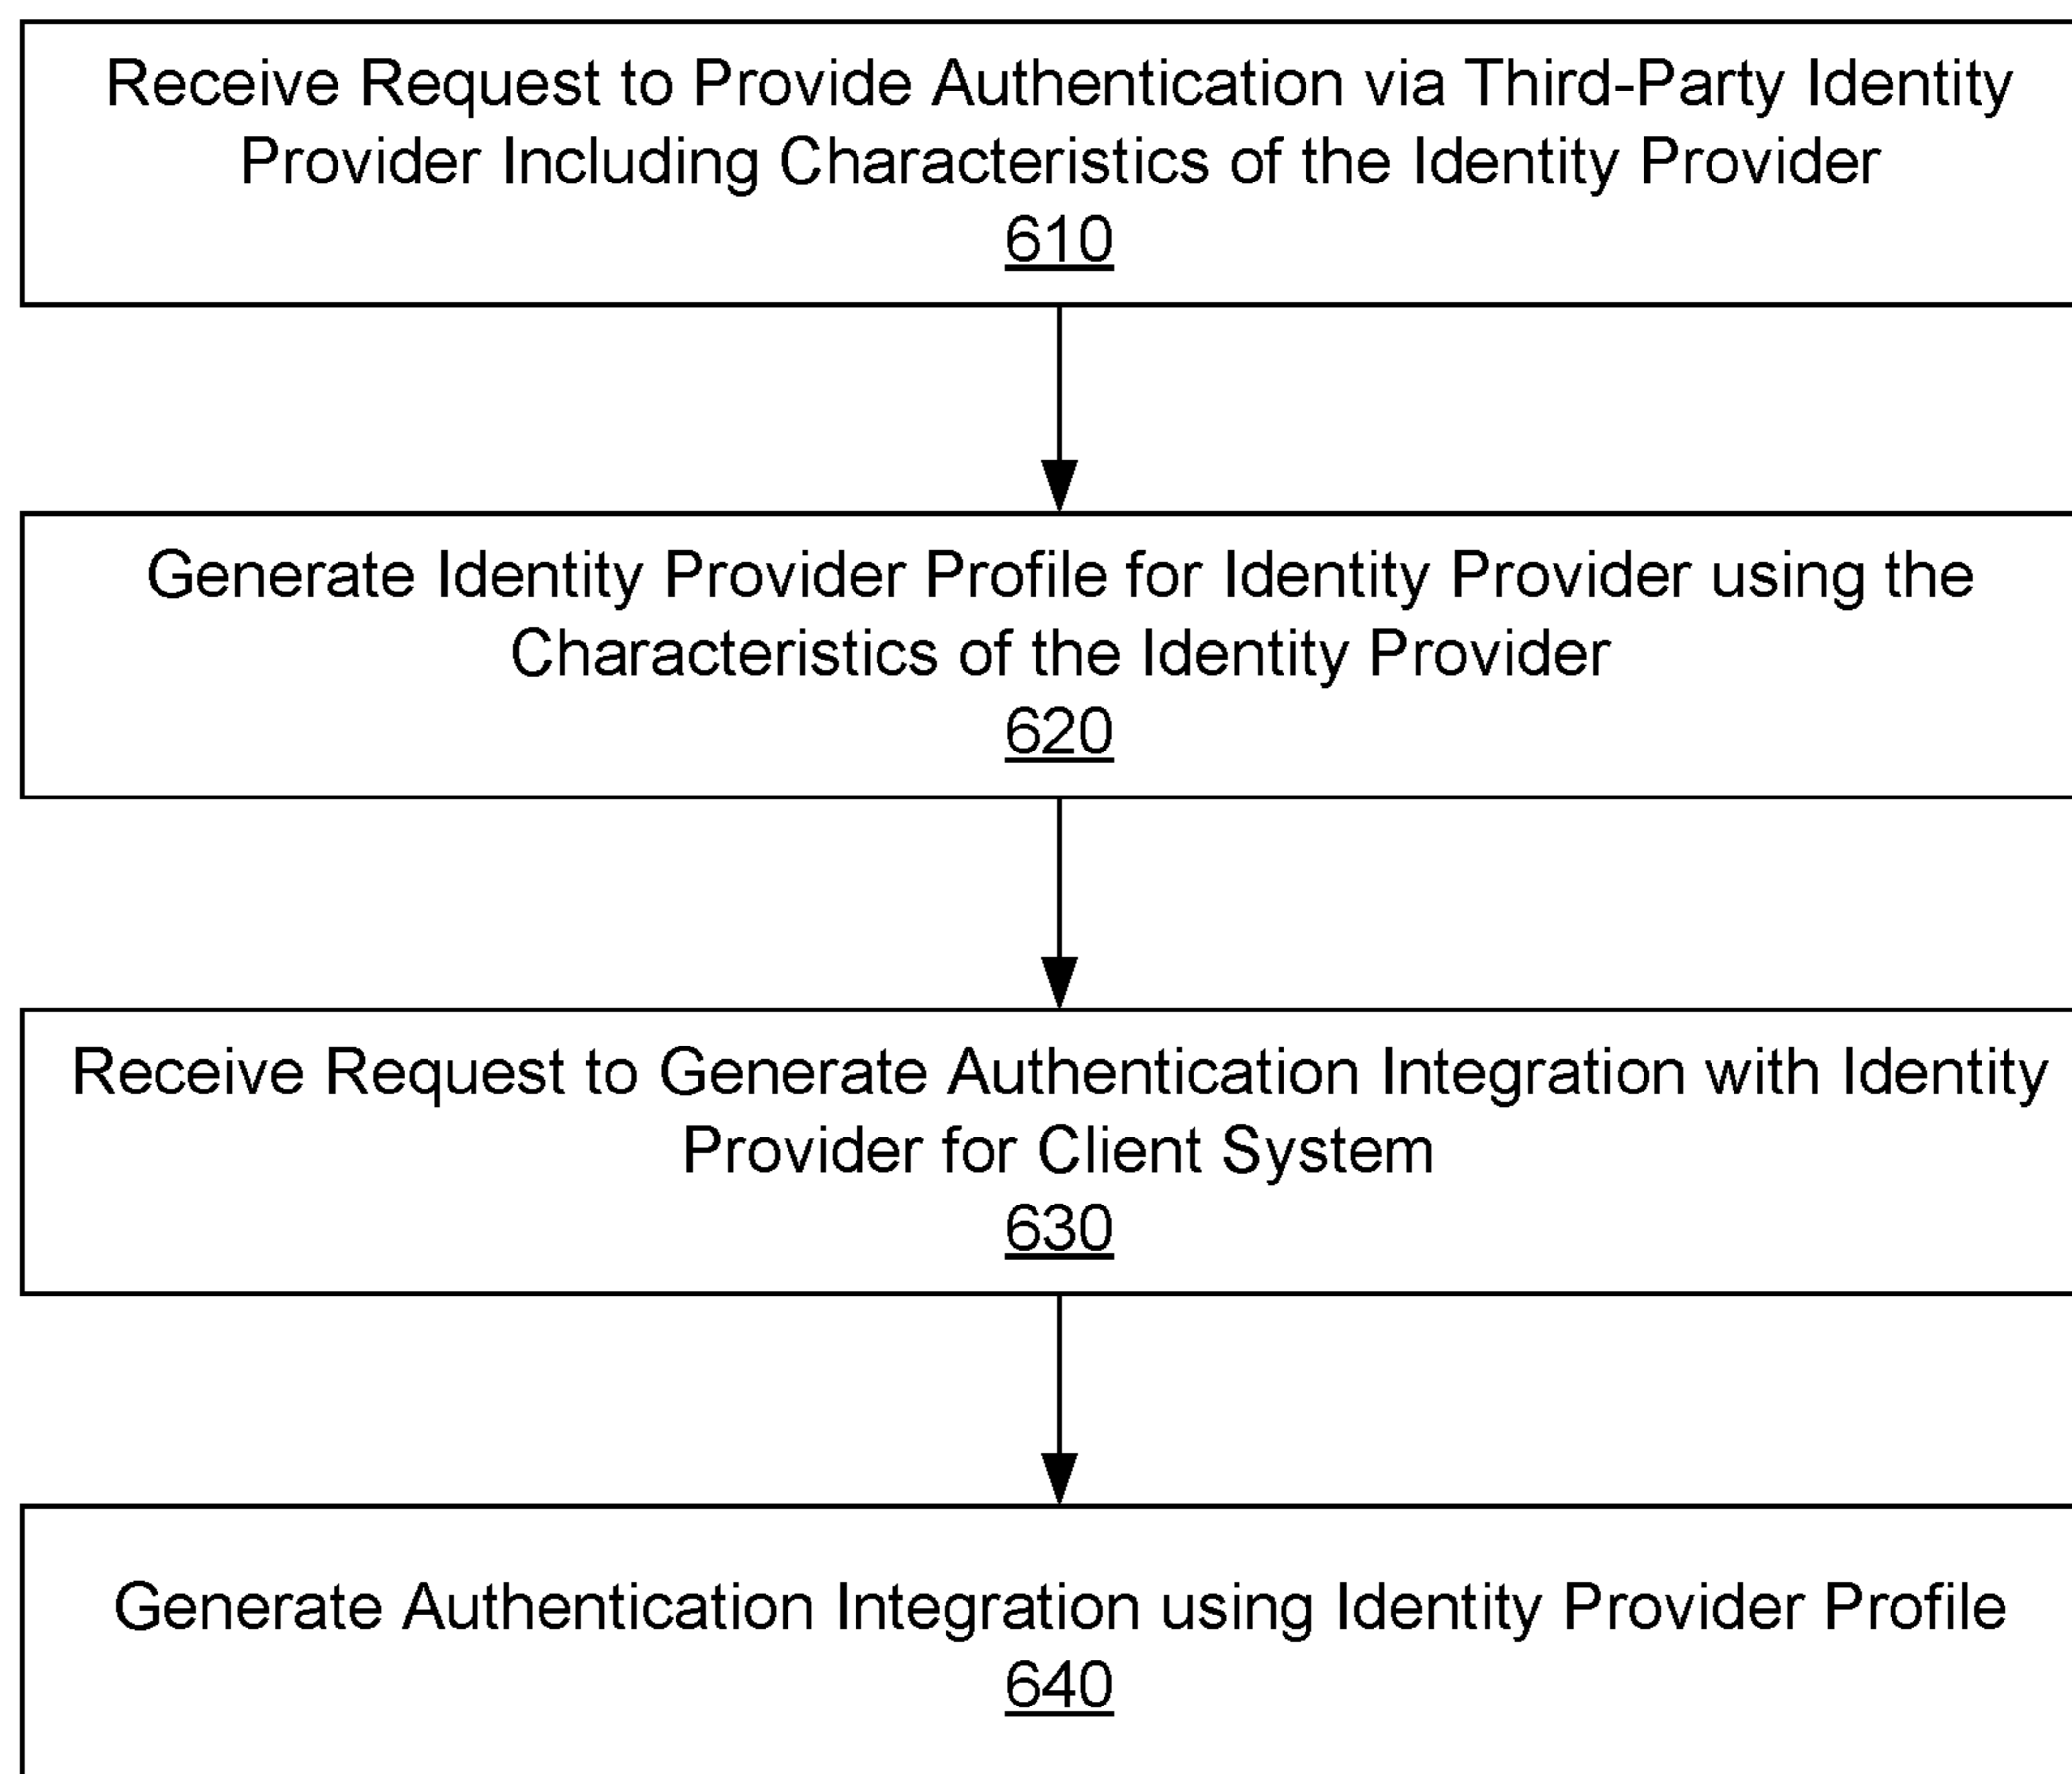 Receive Request to Provide Authentication via Third-Party Identity
Provider Including Characteristics of the Identity Provider
610
Generate Identity Provider Profile for Identity Provider using the
Characteristics of the Identity Provider
620
Receive Request to Generate Authentication Integration with Identity
Provider for Client System
630
Generate Authentication Integration using Identity Provider Profile
640